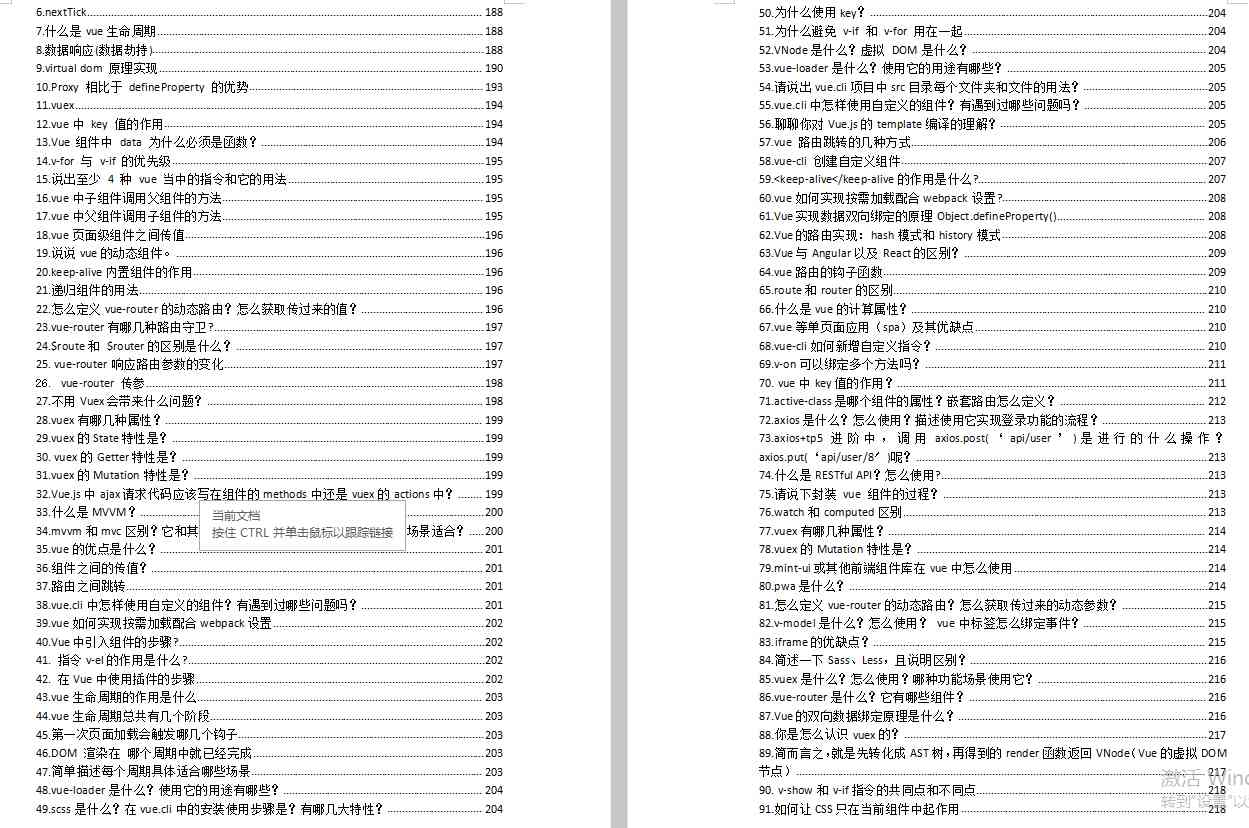 6.nextTick 188
7.什么是 vue 生命周期 188
8.数据响应(数据劫持) 188
9.virtual dom 原理实现 190
10.Proxy 相比于 defineProperty 的优势 193
11.vuex 194
12.vue 中 key 值的作用 194
13.Vue 组件中 data 为什么必须是函数? 194
14.v-for 与 v-if 的优先级 195
15.说出至少 4 种 vue 当中的指令和它的用法 195
16.vue 中子组件调用父组件的方法 195
17.vue 中父组件调用子组件的方法 195
18.vue 页面级组件之间传值 196
19.说说 vue 的动态组件。 196
20.keep-alive 内置组件的作用 196
21.递归组件的用法 196
22.怎么定义 vue-router 的动态路由? 怎么获取传过来的值? 196
23.vue-router 有哪几种路由守卫? 197
24.$route 和 $router 的区别是什么? 197
25. vue-router 响应路由参数的变化 197
26. vue-router 传参 198
27.不用 Vuex 会带来什么问题? 198
28.vuex 有哪几种属性? 199
29.vuex 的 State 特性是? 199
30. vuex 的 Getter 特性是? 199
31.vuex 的 Mutation 特性是? 199
32.Vue.js 中 ajax 请求代码应该写在组件的 methods 中还是 vuex 的 actions 中? 199
33.什么是 MVVM? 200
34.mvvm 和 mvc 区别? 它和其 场景适合? 200
当前文档
按住 CTRL 并单击鼠标以跟踪链接
35.vue 的优点是什么? 201
36.组件之间的传值? 201
37.路由之间跳转 201
38.vue.cli 中怎样使用自定义的组件? 有遇到过哪些问题吗? 201
39.vue 如何实现按需加载配合 webpack 设置 202
40.Vue 中引入组件的步骤? 202
41. 指令 v-el 的作用是什么? 202
42. 在 Vue 中使用插件的步骤 202
43.vue 生命周期的作用是什么 203
44.vue 生命周期总共有几个阶段 203
45.第一次页面加载会触发哪几个钩子 203
46.DOM 渲染在 哪个周期中就已经完成 203
47.简单描述每个周期具体适合哪些场景 203
48.vue-loader 是什么? 使用它的用途有哪些? 204
49.scss 是什么? 在 vue.cli 中的安装使用步骤是? 有哪几大特性? 204
50.为什么使用 key? 204
51.为什么避免 v-if 和 v-for 用在一起 204
52.VNode 是什么? 虚拟 DOM 是什么? 204
53.vue-loader 是什么? 使用它的用途有哪些? 205
54.请说出 vue.cli 项目中 src 目录每个文件夹和文件的用法? 205
55.vue.cli 中怎样使用自定义的组件? 有遇到过哪些问题吗? 205
56.聊聊你对 Vue.js 的 template 编译的理解? 205
57.vue 路由跳转的几种方式 206
58.vue-cli 创建自定义组件 207
59.<keep-alive</keep-alive 的作用是什么? 207
60.vue 如何实现按需加载配合 webpack 设置? 208
61.Vue 实现数据双向绑定的原理 Object.defineProperty() 208
62.Vue 的路由实现: hash 模式和 history 模式 208
63.Vue 与 Angular 以及 React 的区别? 209
64.vue 路由的钩子函数 209
65.route 和 router 的区别 210
66.什么是 vue 的计算属性? 210
67.vue 等单页面应用（spa）及其优缺点 210
68.vue-cli 如何新增自定义指令? 210
69.v-on 可以绑定多个方法吗? 211
70. vue 中 key 值的作用? 211
71.active-class 是哪个组件的属性? 嵌套路由怎么定义? 212
72.axios 是什么? 怎么使用? 描述使用它实现登录功能的流程? 213
73.axios+tp5 进阶中，调用 axios.post(‘api/user’)是进行的什么操作?
axios.put(‘api/user/8′)呢? 213
74.什么是 RESTful API? 怎么使用? 213
75.请说下封装 vue 组件的过程? 213
76.watch 和 computed 区别 213
77.vuex 有哪几种属性? 214
78.vuex 的 Mutation 特性是? 214
79.mint-ui 或其他前端组件库在 vue 中怎么使用 214
80.pwa 是什么? 214
81.怎么定义 vue-router 的动态路由? 怎么获取传过来的动态参数? 215
82.v-model 是什么? 怎么使用? vue 中标签怎么绑定事件? 215
83.iframe 的优缺点? 215
84.简述一下 Sass、Less，且说明区别? 216
85.vuex 是什么? 怎么使用? 哪种功能场景使用它? 216
86.vue-router 是什么? 它有哪些组件? 216
87.Vue 的双向数据绑定原理是什么? 216
88.你是怎么认识 vuex 的? 217
89.简而言之，就是先转化成 AST 树，再得到的 render 函数返回 VNode（Vue 的虚拟 DOM
节点） 217
90. v-show 和 v-if 指令的共同点和不同点 218
91.如何让 CSS 只在当前组件中起作用 218
激活 Wind
转到"设置"以